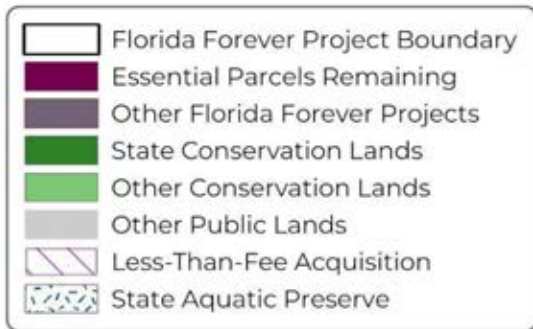 Florida Forever Project Boundary
Essential Parcels Remaining
Other Florida Forever Projects
State Conservation Lands
Other Conservation Lands
Other Public Lands
Less-Than-Fee Acquisition
State Aquatic Preserve